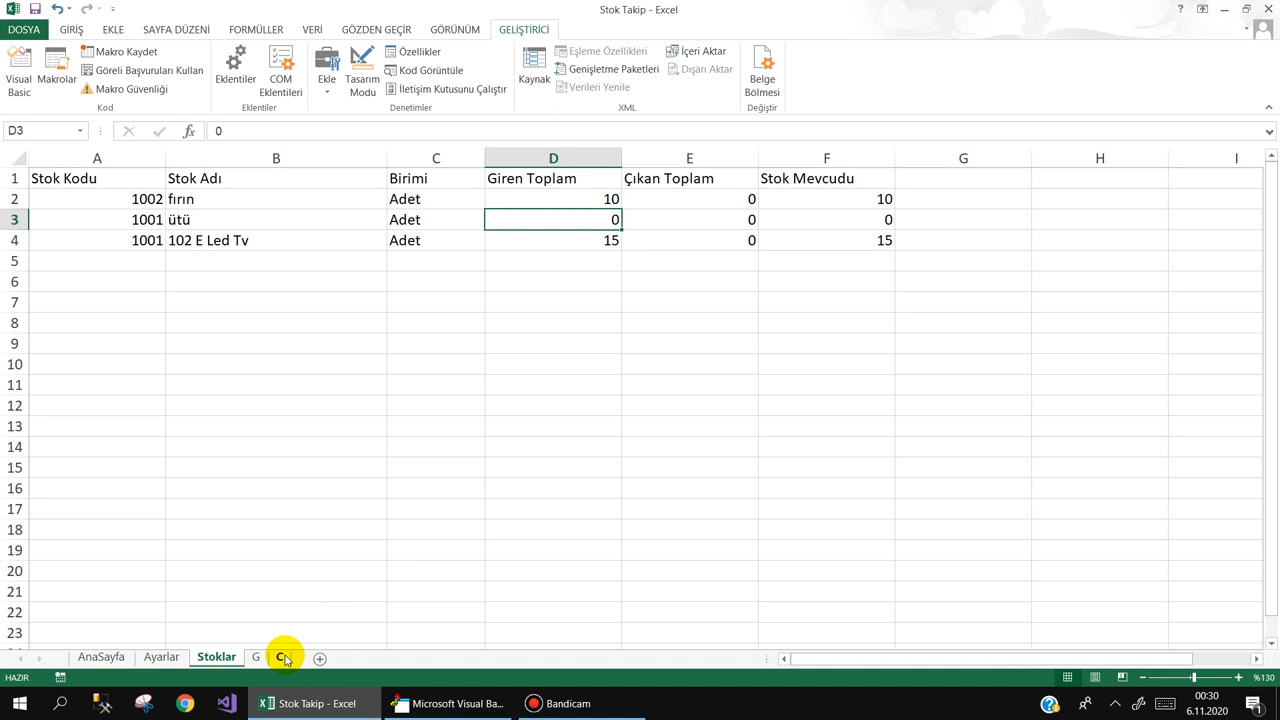 Stok Takip - Excel
DOSYA GİRİŞ EKLE SAYFA DÜZENİ FORMÜLLER VERİ GÖZDEN GEÇİR GÖRÜNÜM GELİŞTİRİCİ
Visual Basic
Makrolar
Makro Kaydet
Göreli Başvuruları Kullan
Makro Güvenliği
Kod
Eklentiler
COM Eklentileri
Eklentiler
Ekle
Tasarım Modu
Özellikler
Kod Görüntüle
İletişim Kutusunu Çalıştır
Denetimler
Kaynak
Eşleme Özellikleri
Genişletme Paketleri
Verileri Yenile
İçeri Aktar
Dışarı Aktar
XML
Belge Bölmesi
Değiştir
D3 fx 0
A B C D E F G H I
1 Stok Kodu Stok Adı Birimi Giren Toplam Çıkan Toplam Stok Mevcudu
2 1002 fırın Adet 10 0 10
3 1001 ütü Adet 0 0 0
4 1001 102 E Led Tv Adet 15 0 15
5
6
7
8
9
10
11
12
13
14
15
16
17
18
19
20
21
22
23
AnaSayfa Ayarlar Stoklar G
HAZIR %130
Stok Takip - Excel Microsoft Visual Ba... Bandicam 00:30
6.11.2020